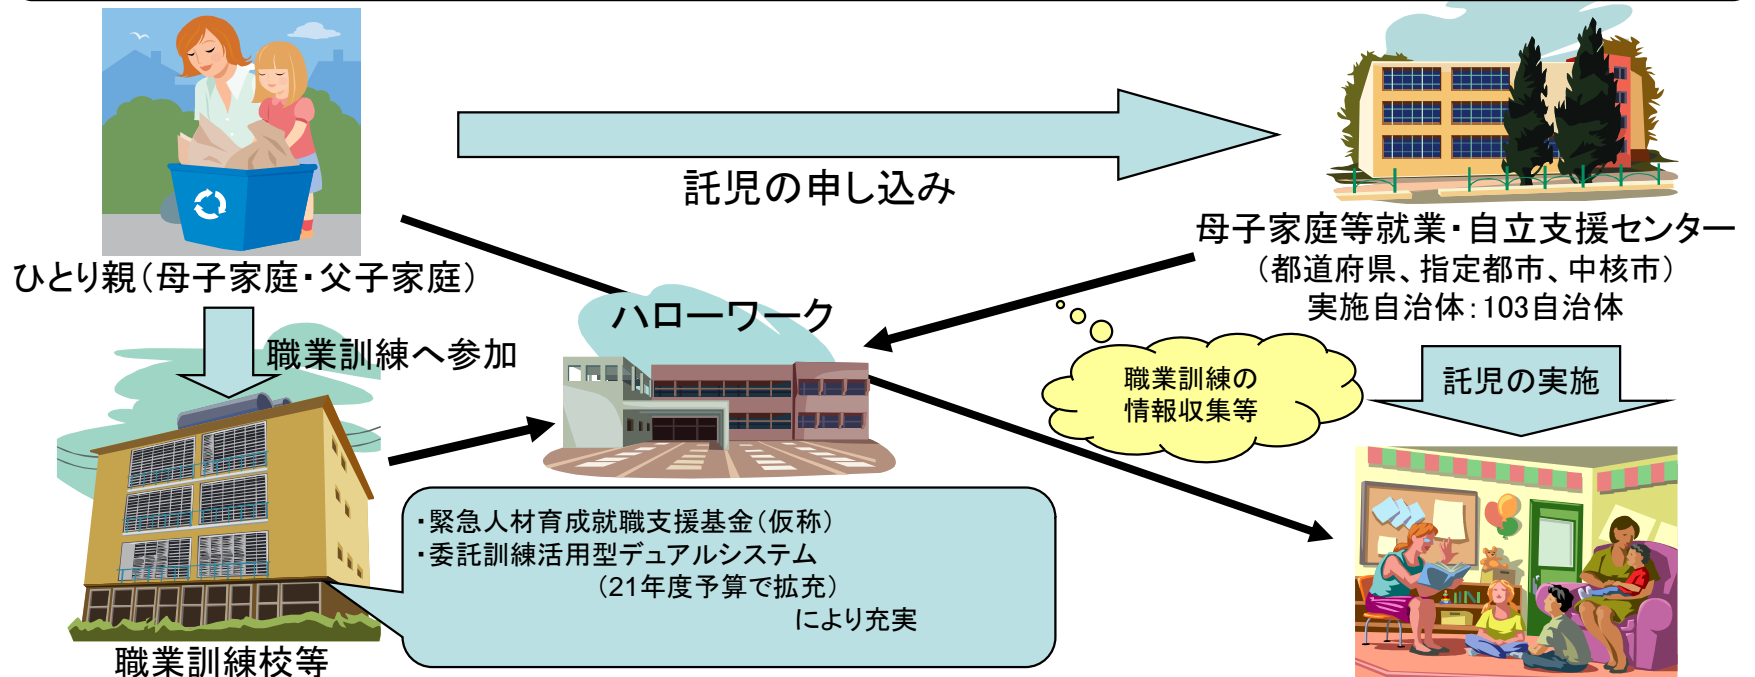 託児の申し込み
ひとり親（母子家庭・父子家庭）
母子家庭等就業・自立支援センター
（都道府県、指定都市、中核市）
実施自治体：103自治体
ハローワーク
職業訓練へ参加
職業訓練の
情報収集等
託児の実施
・緊急人材育成就職支援基金（仮称）
・委託訓練活用型デュアルシステム
（21年度予算で拡充）
により充実
職業訓練校等